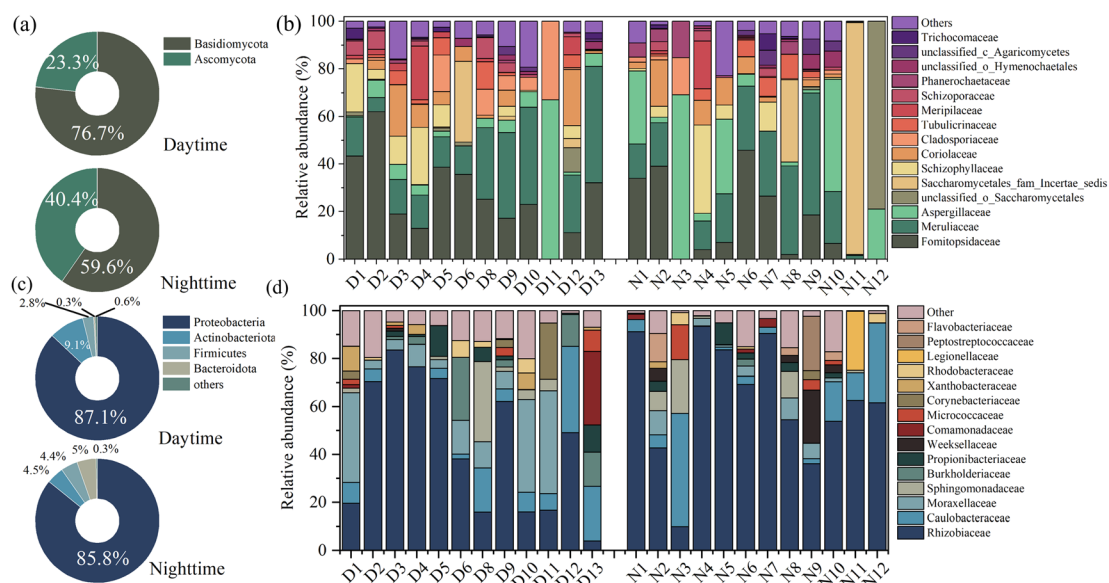 (a)
23.3%
76.7%
Basidiomycota
Ascomycota
Daytime
40.4%
59.6%
Nighttime
(b)
Relative abundance (%)
100
80
60
40
20
0
D1 D2 D3 D4 D5 D6 D8 D9 D10 D11 D12 D13 N1 N2 N3 N4 N5 N6 N7 N8 N9 N10 N11 N12
Others
Trichocomaceae
unclassified_c_Agaricomycetes
unclassified_o_Hymenochaetales
Phanerochaetaceae
Schizoporaceae
Meripilaceae
Tubulicrinaceae
Cladosporiaceae
Coriolaceae
Schizophyllaceae
Saccharomycetales_fam_Incertae_sedis
unclassified_o_Saccharomycetales
Aspergillaceae
Meruliaceae
Fomitopsidaceae
(c)
2.8% 0.3% 0.6%
9.1%
87.1%
Proteobacteria
Actinobacteriota
Firmicutes
Bacteroidota
others
Daytime
4.5% 4.4% 5% 0.3%
85.8%
Nighttime
(d)
Relative abundance (%)
100
80
60
40
20
0
D1 D2 D3 D4 D5 D6 D8 D9 D10 D11 D12 D13 N1 N2 N3 N4 N5 N6 N7 N8 N9 N10 N11 N12
Other
Flavobacteriaceae
Peptostreptococcaceae
Legionellaceae
Rhodobacteraceae
Xanthobacteraceae
Corynebacteriaceae
Micrococcaceae
Comamonadaceae
Weeksellaceae
Propionibacteriaceae
Burkholderiaceae
Sphingomonadaceae
Moraxellaceae
Caulobacteraceae
Rhizobiaceae